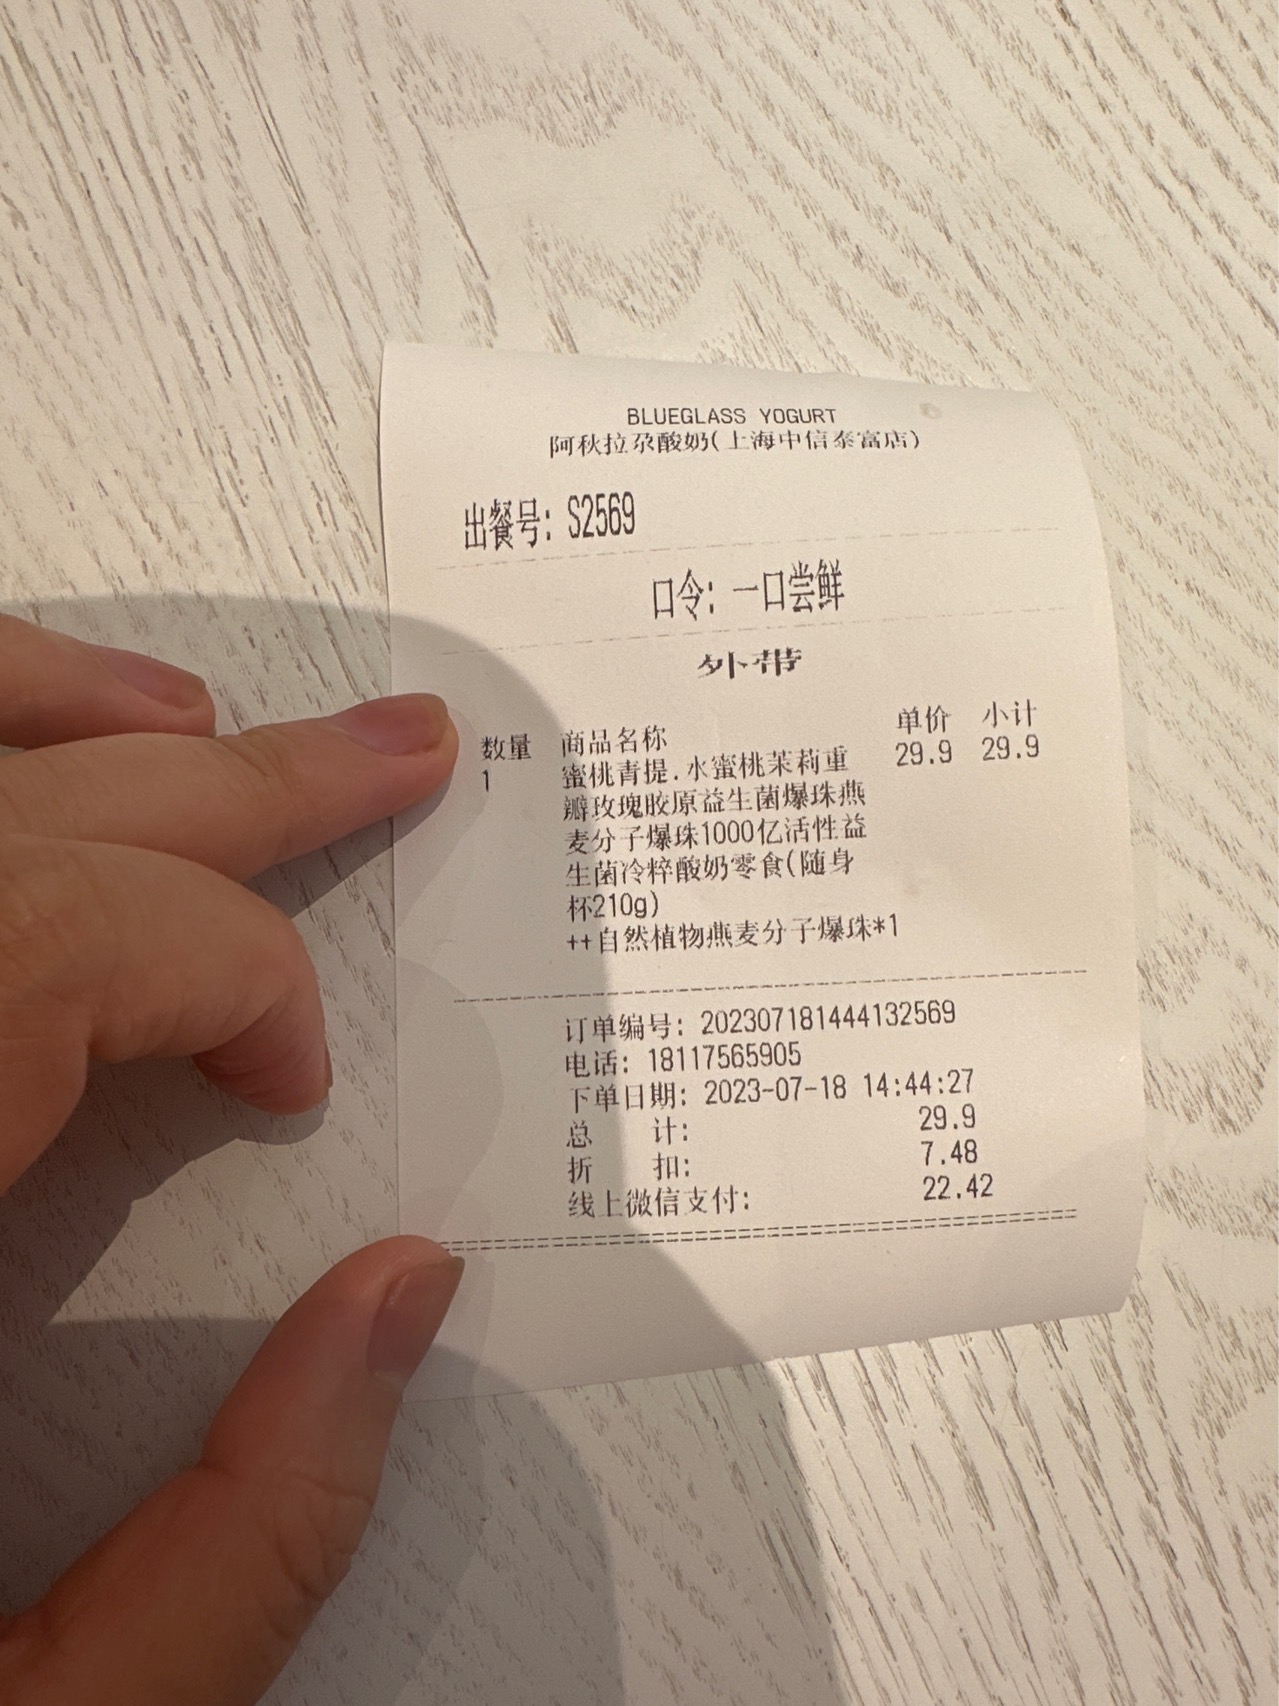 BLUEGLASS YOGURT
阿秋拉尕酸奶(上海中信泰富店)
出餐号: S2569
口令: 一口尝鲜
外带
数量 商品名称 单价 小计
1 蜜桃青提.水蜜桃茉莉重 29.9 29.9
瓣玫瑰胶原益生菌爆珠燕
麦分子爆珠1000亿活性益
生菌冷粹酸奶零食(随身
杯210g)
++自然植物燕麦分子爆珠*1
订单编号: 202307181444132569
电话: 18117565905
下单日期: 2023-07-18 14:44:27
总 计: 29.9
折 扣: 7.48
线上微信支付: 22.42